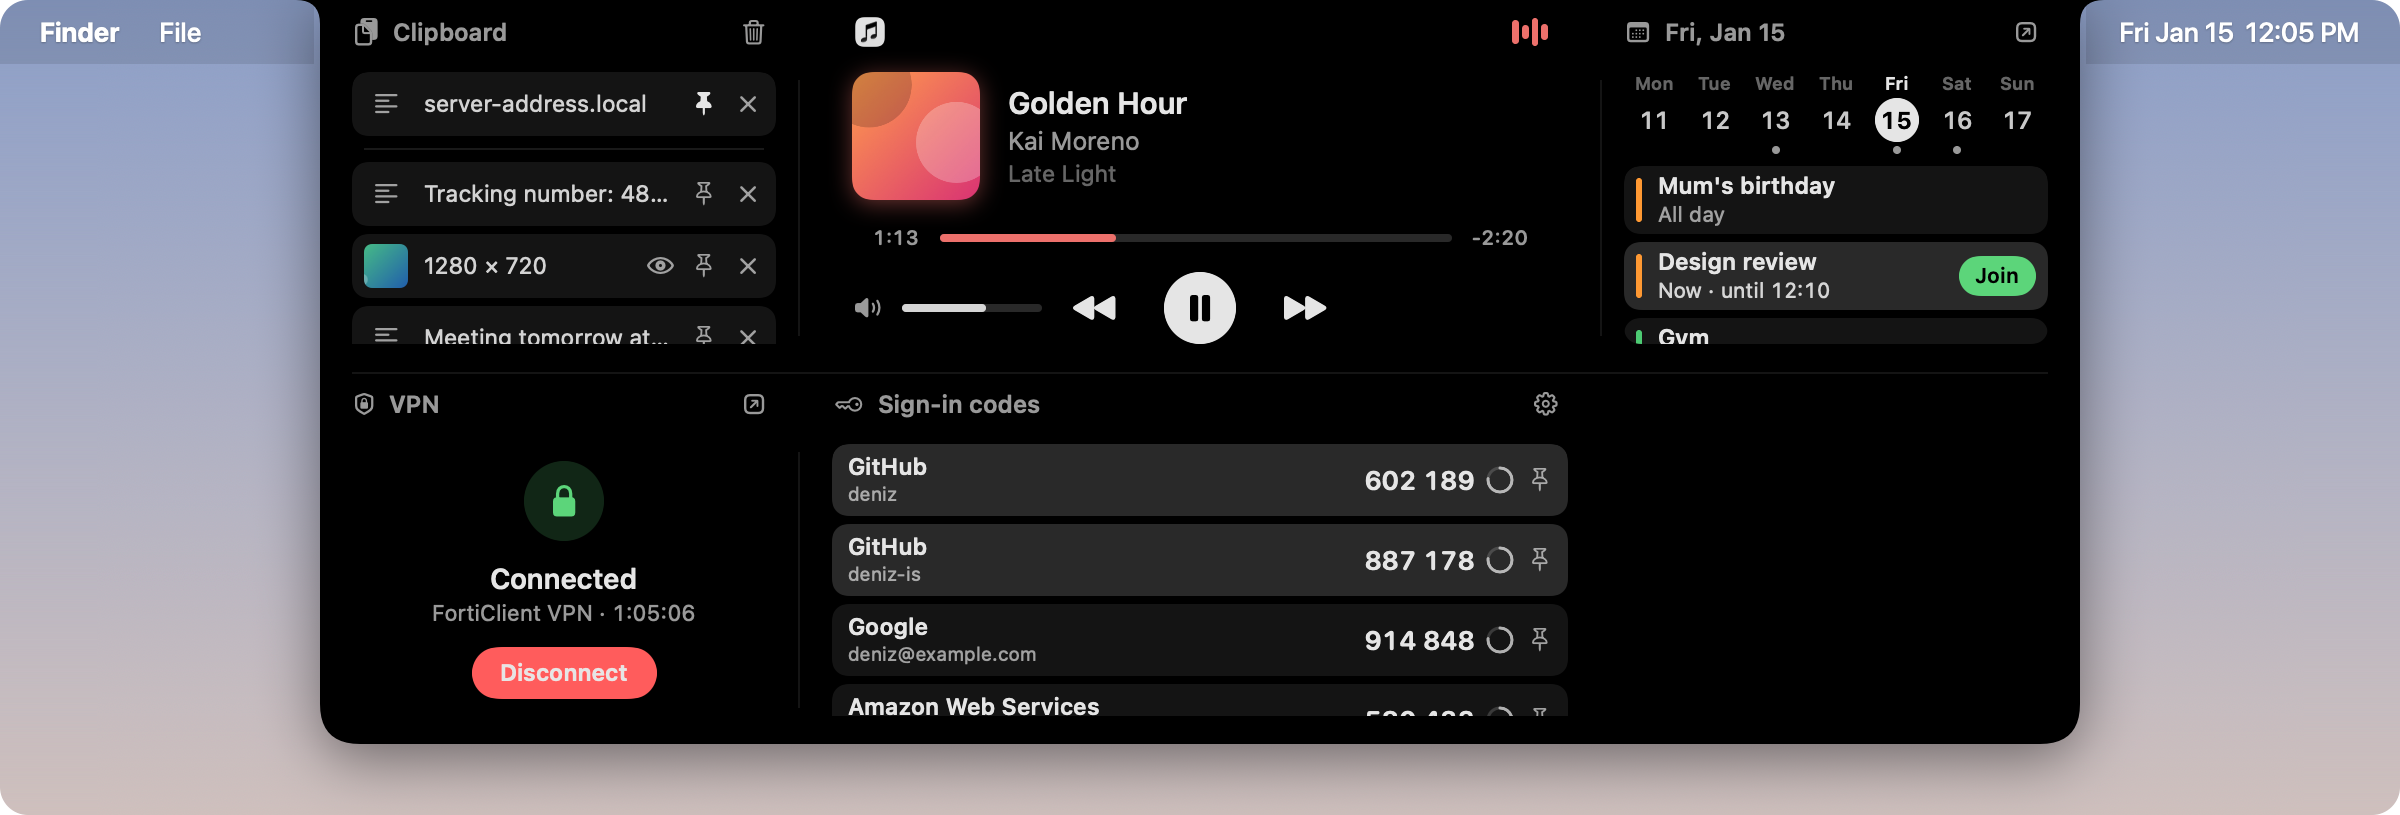 Finder File
Fri Jan 15 12:05 PM
Clipboard
server-address.local
Tracking number: 48...
1280 × 720
Meeting tomorrow at...
Golden Hour
Kai Moreno
Late Light
1:13
-2:20
Fri, Jan 15
Mon Tue Wed Thu Fri Sat Sun
11 12 13 14 15 16 17
Mum's birthday
All day
Design review
Now · until 12:10
Join
Gym
VPN
Connected
FortiClient VPN · 1:05:06
Disconnect
Sign-in codes
GitHub
deniz
602 189
GitHub
deniz-is
887 178
Google
deniz@example.com
914 848
Amazon Web Services